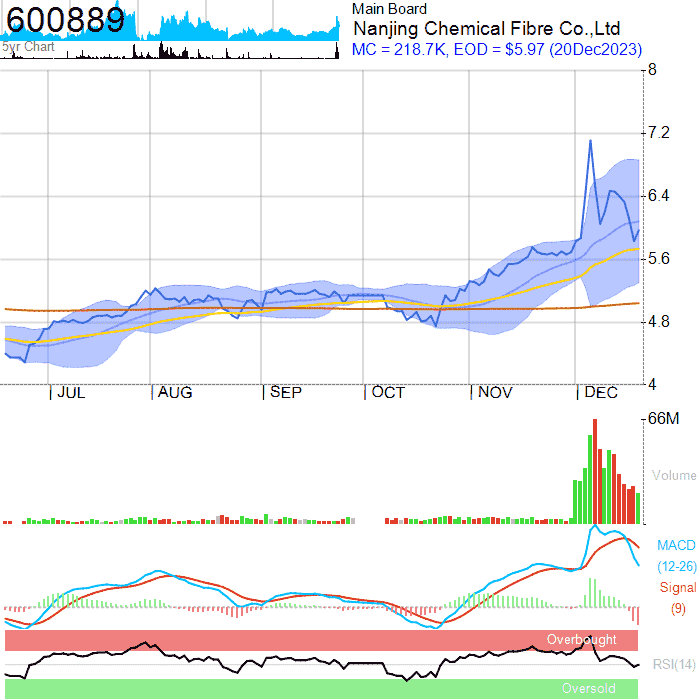 600889
5yr Chart
Main Board
Nanjing Chemical Fibre Co.,Ltd
MC = 218.7K, EOD = $5.97 (20Dec2023)
8
7.2
6.4
5.6
4.8
4
JUL
AUG
SEP
OCT
NOV
DEC
66M
Volume
MACD
(12-26)
Signal
(9)
Overbought
RSI(14)
Oversold